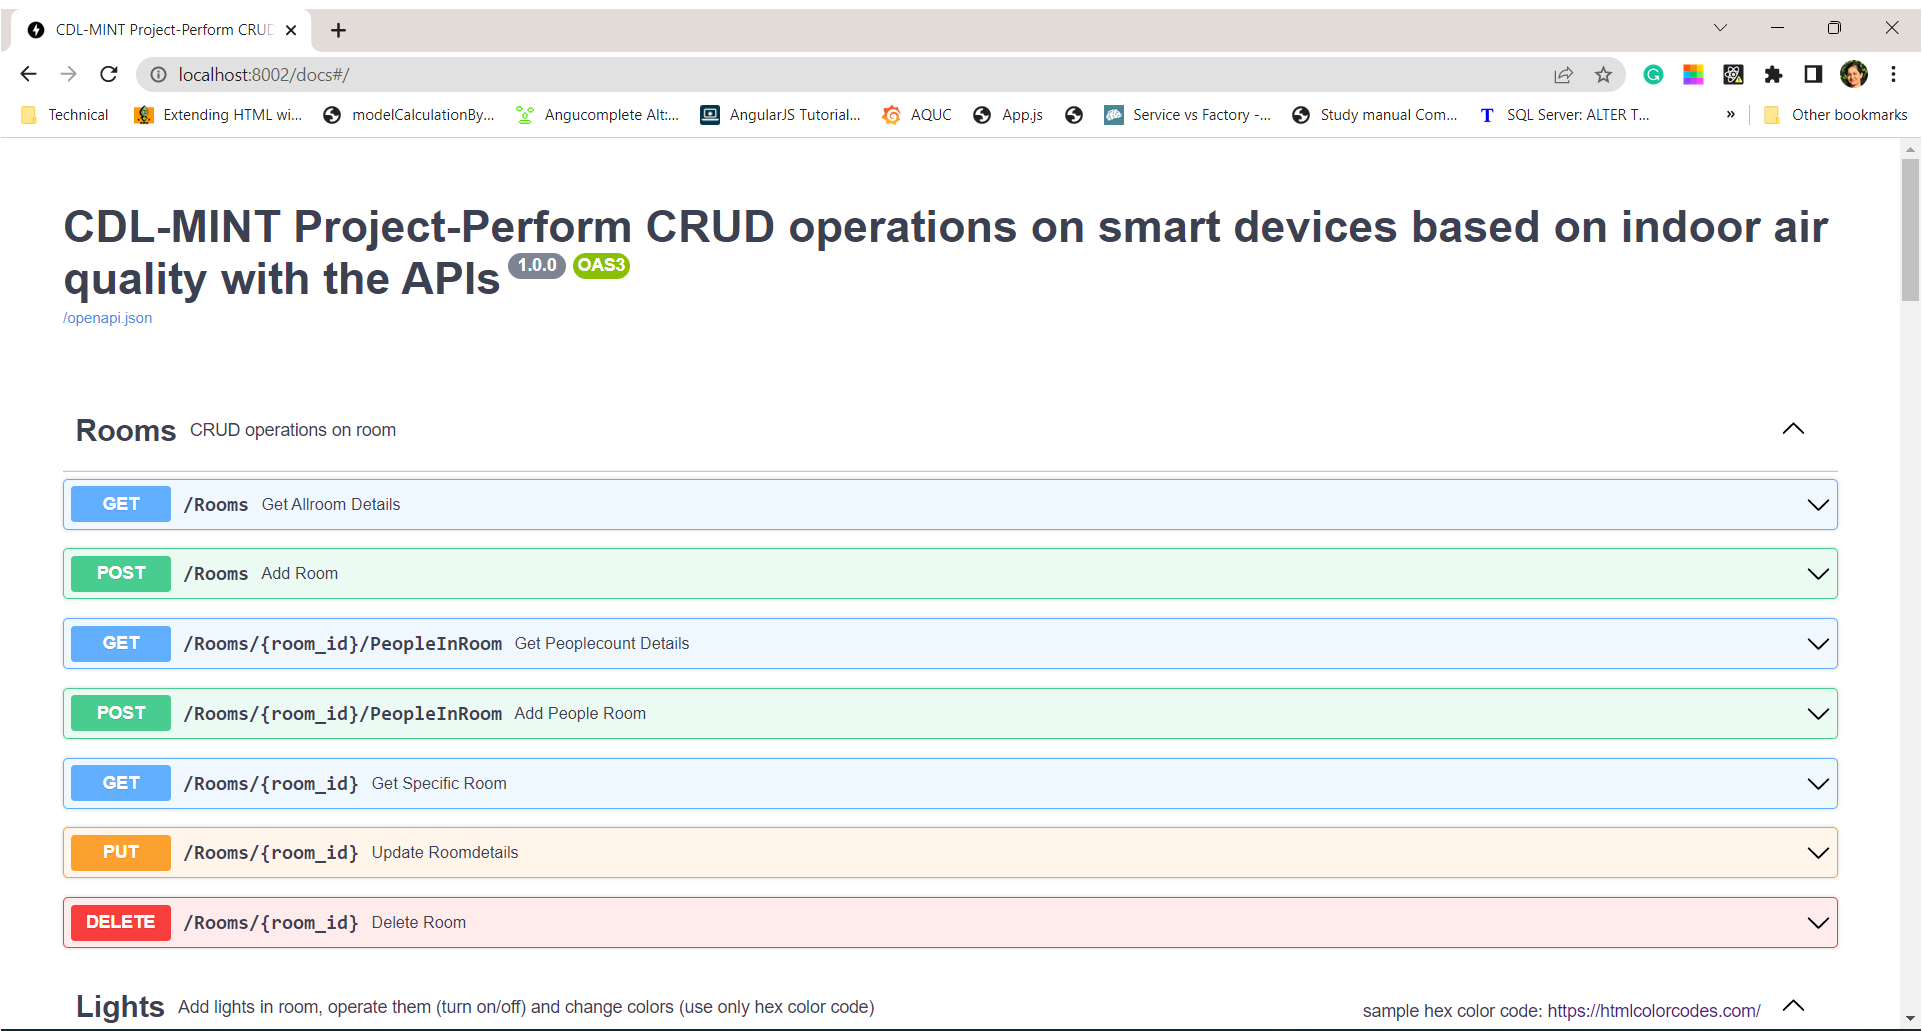 CDL-MINT Project-Perform CRUD
localhost:8002/docs#/
Technical Extending HTML wi... modelCalculationBy... Angucomplete Alt:... AngularJS Tutorial... AQUC App.js Service vs Factory -... Study manual Com... T SQL Server: ALTER T... » Other bookmarks
CDL-MINT Project-Perform CRUD operations on smart devices based on indoor air
quality with the APIs 1.0.0 OAS3
/openapi.json
Rooms CRUD operations on room
GET /Rooms Get Allroom Details
POST /Rooms Add Room
GET /Rooms/{room_id}/PeopleInRoom Get Peoplecount Details
POST /Rooms/{room_id}/PeopleInRoom Add People Room
GET /Rooms/{room_id} Get Specific Room
PUT /Rooms/{room_id} Update Roomdetails
DELETE /Rooms/{room_id} Delete Room
Lights Add lights in room, operate them (turn on/off) and change colors (use only hex color code) sample hex color code: https://htmlcolorcodes.com/